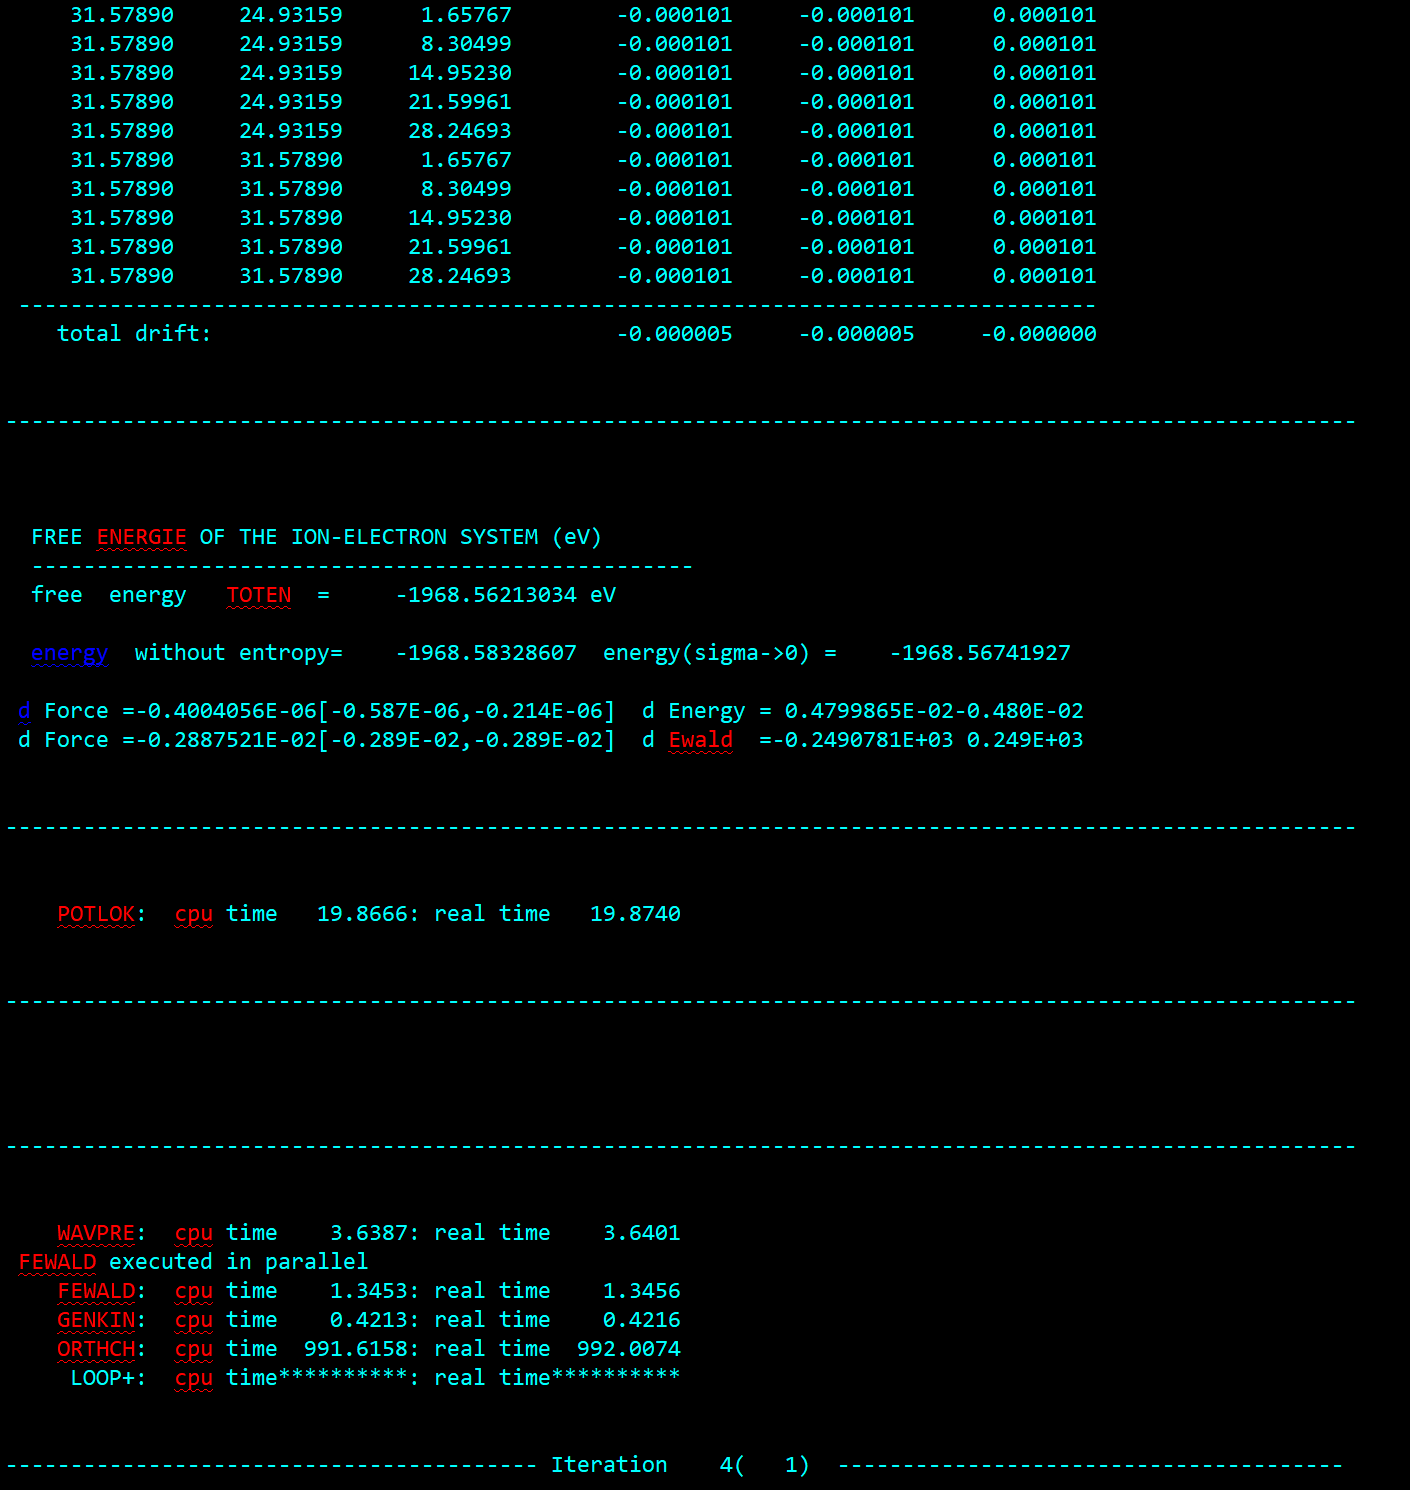 31.57890     24.93159      1.65767        -0.000101     -0.000101      0.000101
31.57890     24.93159      8.30499        -0.000101     -0.000101      0.000101
31.57890     24.93159     14.95230        -0.000101     -0.000101      0.000101
31.57890     24.93159     21.59961        -0.000101     -0.000101      0.000101
31.57890     24.93159     28.24693        -0.000101     -0.000101      0.000101
31.57890     31.57890      1.65767        -0.000101     -0.000101      0.000101
31.57890     31.57890      8.30499        -0.000101     -0.000101      0.000101
31.57890     31.57890     14.95230        -0.000101     -0.000101      0.000101
31.57890     31.57890     21.59961        -0.000101     -0.000101      0.000101
31.57890     31.57890     28.24693        -0.000101     -0.000101      0.000101
-----------------------------------------------------------------------------------
total drift:                               -0.000005     -0.000005     -0.000000
--------------------------------------------------------------------------------------------------------
FREE ENERGIE OF THE ION-ELECTRON SYSTEM (eV)
---------------------------------------------------
free  energy   TOTEN  =     -1968.56213034 eV
energy  without entropy=    -1968.58328607  energy(sigma->0) =    -1968.56741927
d Force =-0.4004056E-06[-0.587E-06,-0.214E-06]  d Energy = 0.4799865E-02-0.480E-02
d Force =-0.2887521E-02[-0.289E-02,-0.289E-02]  d Ewald  =-0.2490781E+03 0.249E+03
--------------------------------------------------------------------------------------------------------
POTLOK:  cpu time   19.8666: real time   19.8740
--------------------------------------------------------------------------------------------------------
--------------------------------------------------------------------------------------------------------
WAVPRE:  cpu time    3.6387: real time    3.6401
FEWALD executed in parallel
FEWALD:  cpu time    1.3453: real time    1.3456
GENKIN:  cpu time    0.4213: real time    0.4216
ORTHCH:  cpu time  991.6158: real time  992.0074
LOOP+:  cpu time**********: real time**********
----------------------------------------- Iteration    4(   1)  ---------------------------------------